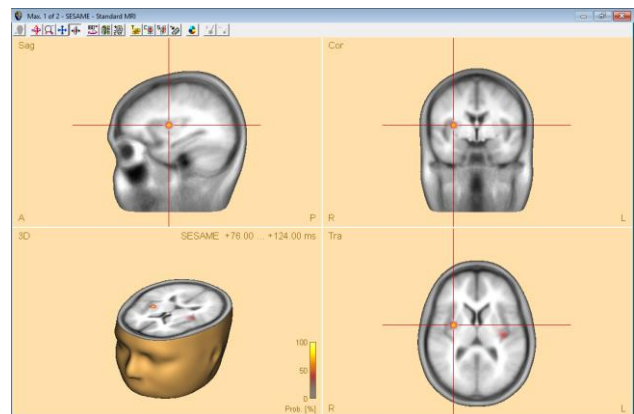 Max. 1 of 2 - SESAME - Standard MRI
Sag
Cor
A
P
R
L
3D
SESAME +76.00 ... +124.00 ms
Tra
100
50
0
Prob. [%]
R
L